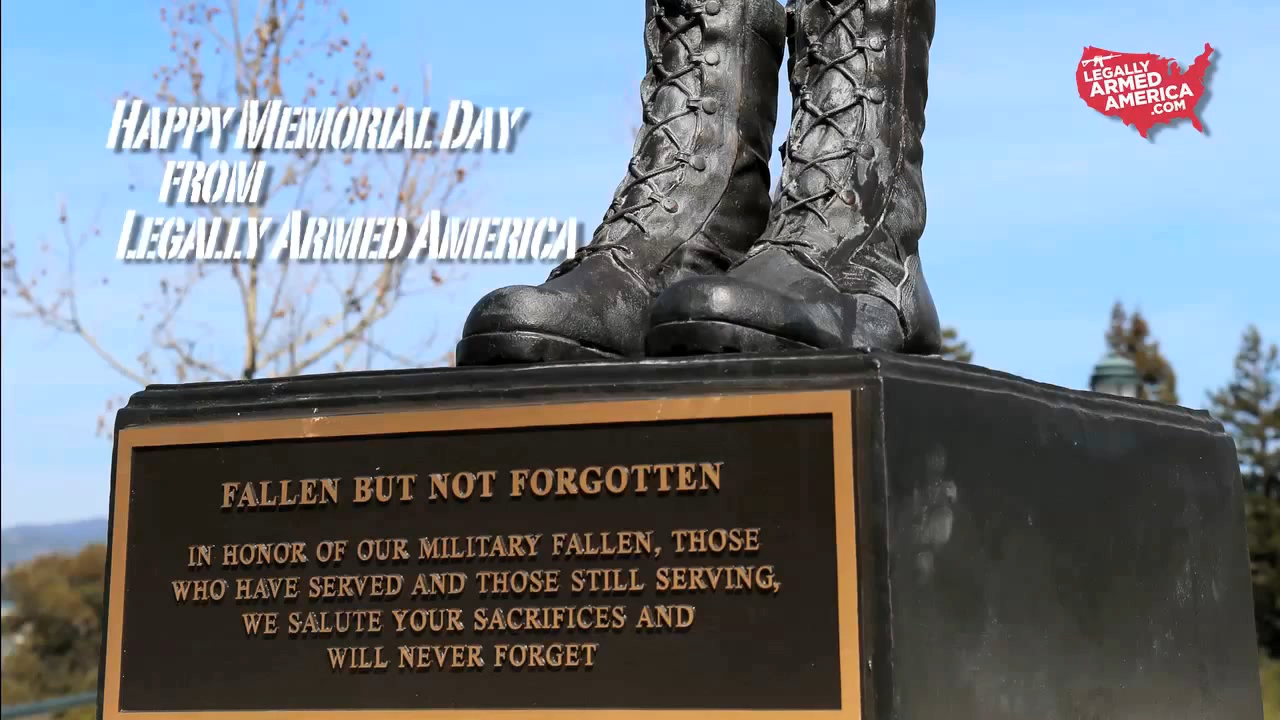 Happy Memorial Day
from
Legally Armed America
LEGALLY
ARMED
AMERICA
.COM
FALLEN BUT NOT FORGOTTEN
IN HONOR OF OUR MILITARY FALLEN, THOSE
WHO HAVE SERVED AND THOSE STILL SERVING,
WE SALUTE YOUR SACRIFICES AND
WILL NEVER FORGET